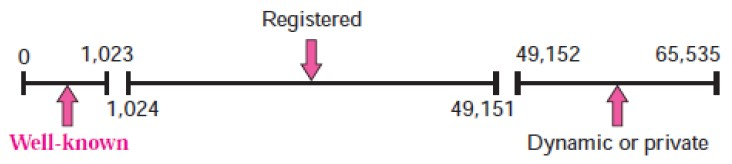 Registered
0 1,023 49,152 65,535
1,024 49,151
Well-known Dynamic or private